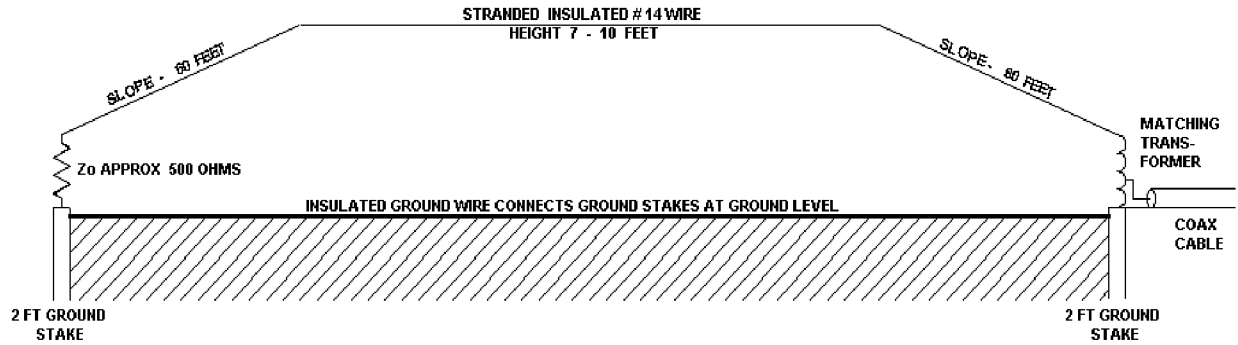 STRANDED INSULATED # 14 WIRE
HEIGHT 7 - 10 FEET
SLOPE - 60 FEET
SLOPE - 60 FEET
MATCHING
TRANS-
FORMER
Zo APPROX 500 OHMS
INSULATED GROUND WIRE CONNECTS GROUND STAKES AT GROUND LEVEL
COAX
CABLE
2 FT GROUND
STAKE
2 FT GROUND
STAKE